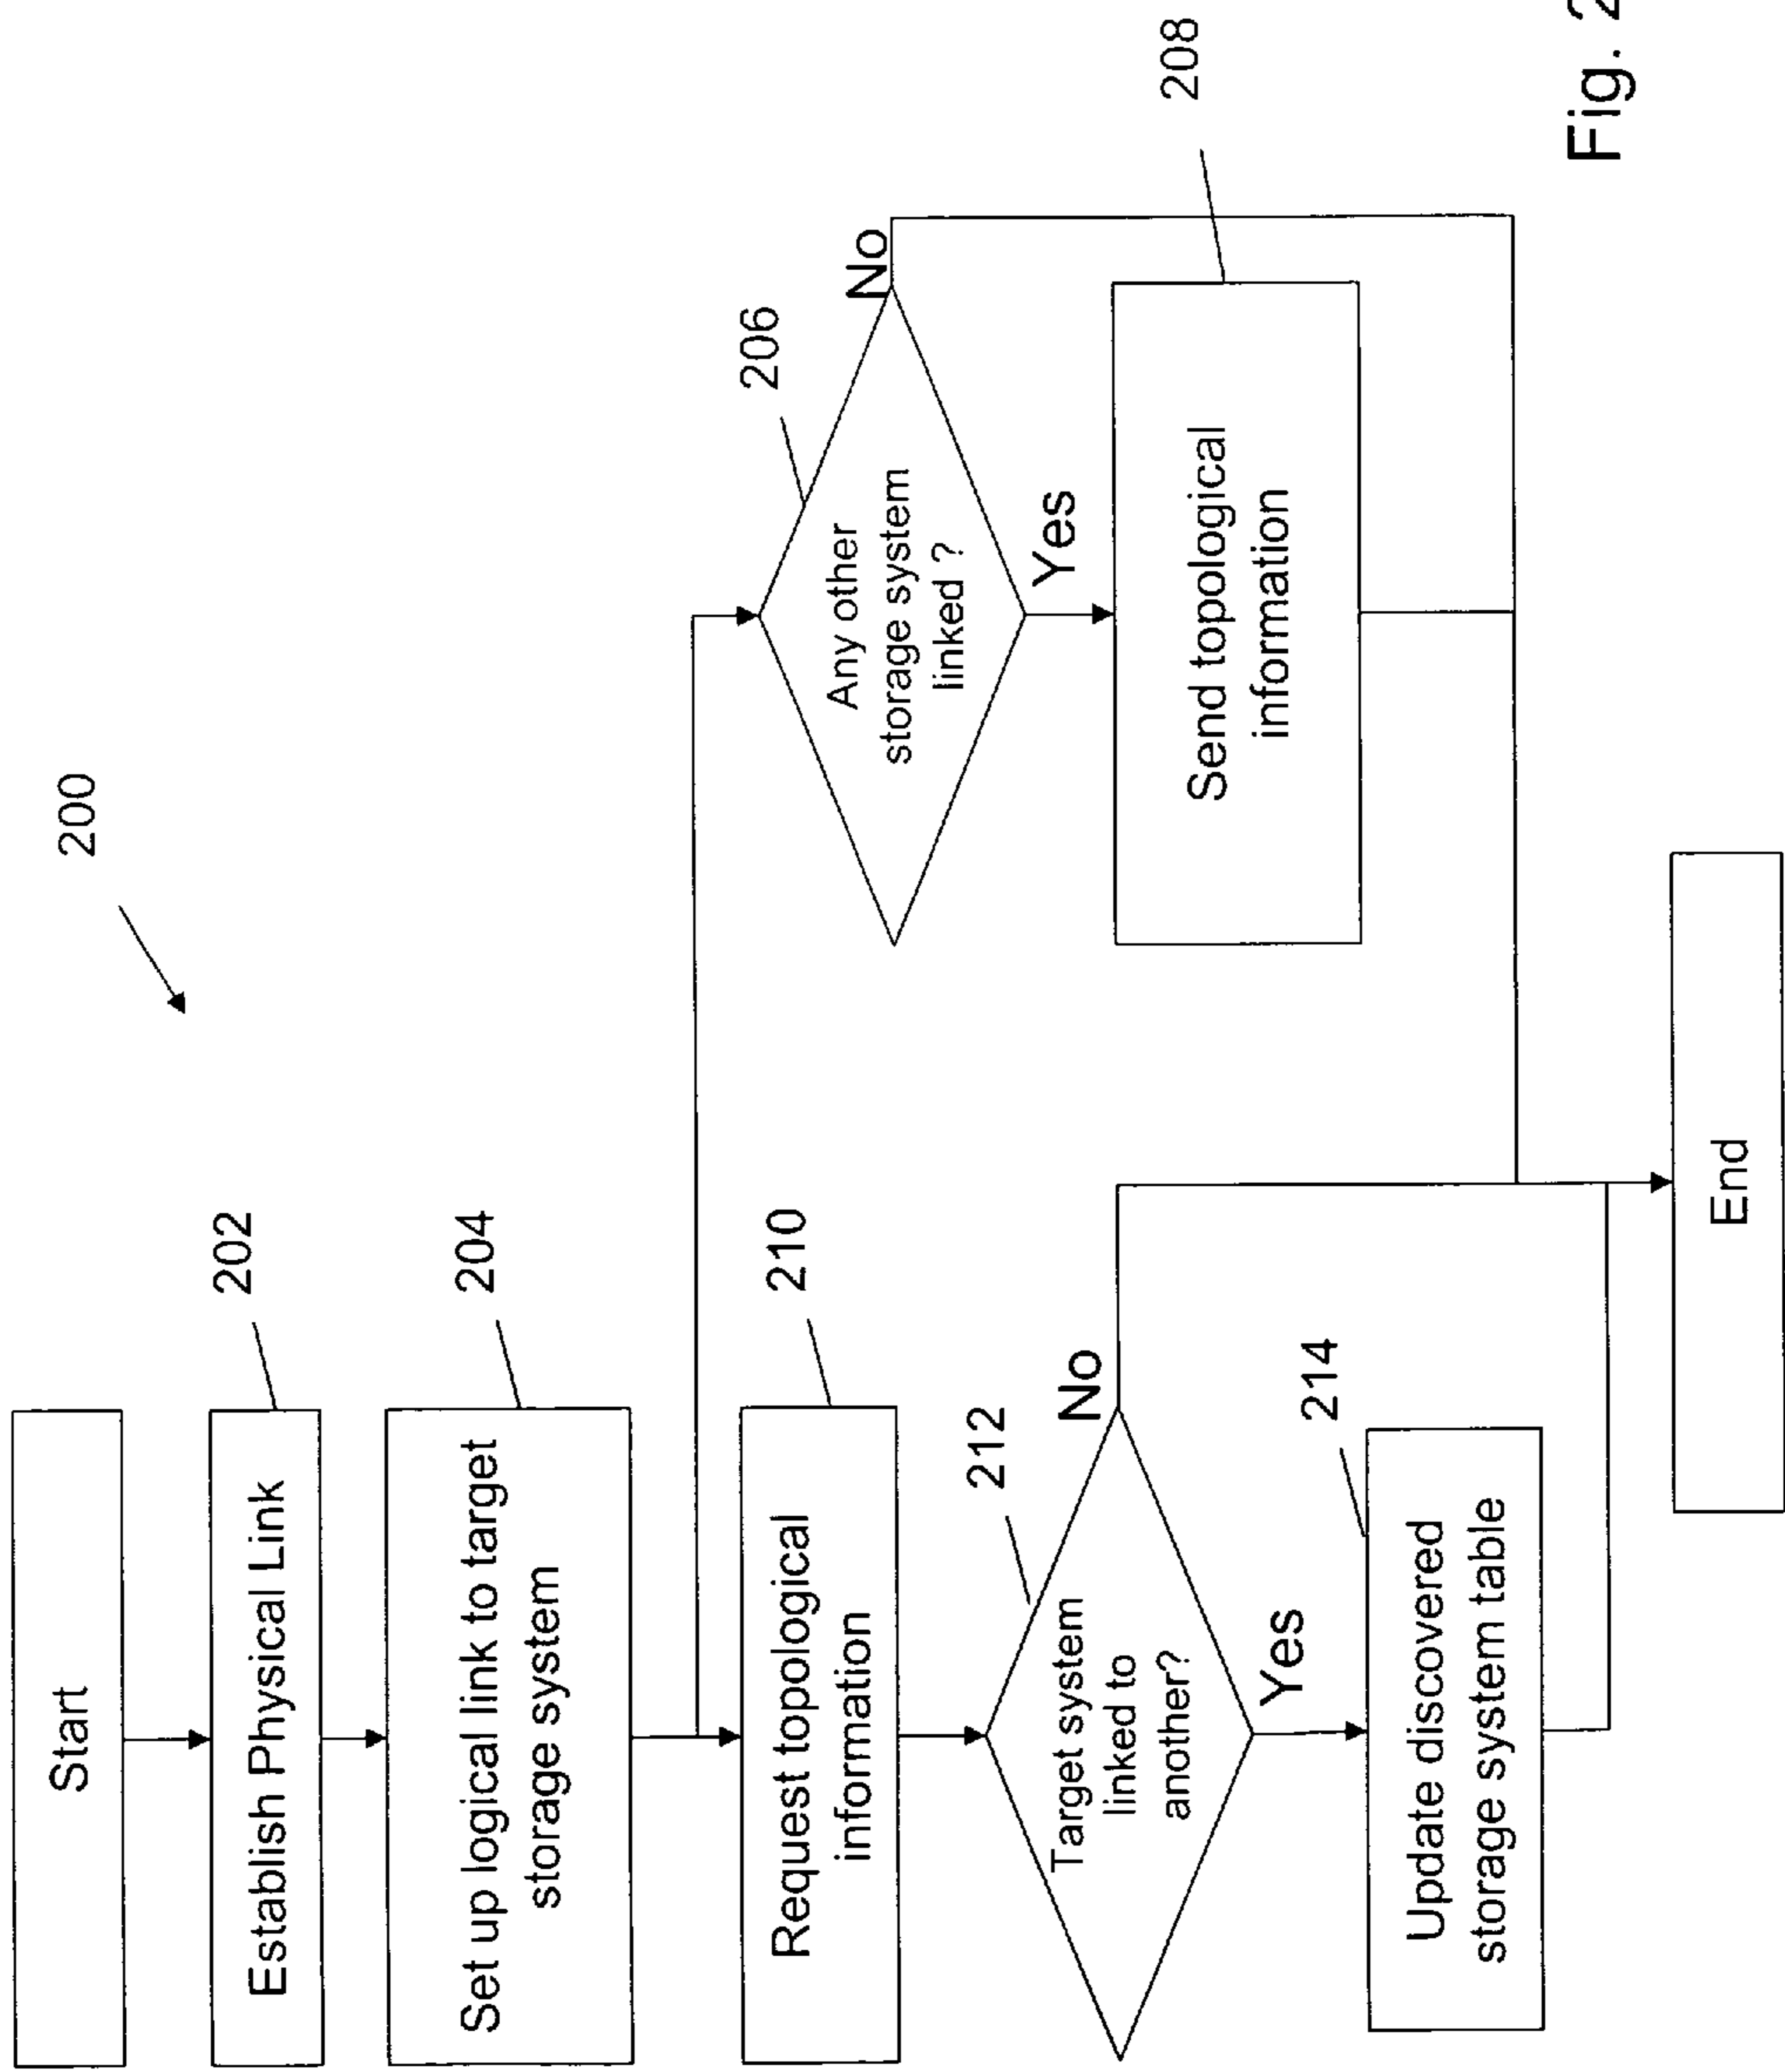 200
Start
Establish Physical Link
202
Set up logical link to target
storage system
204
Request topological
information
210
Target system
linked to
another?
212
No
Yes
Update discovered
storage system table
214
Any other
storage system
linked ?
206
No
Yes
Send topological
information
208
End
Fig. 2